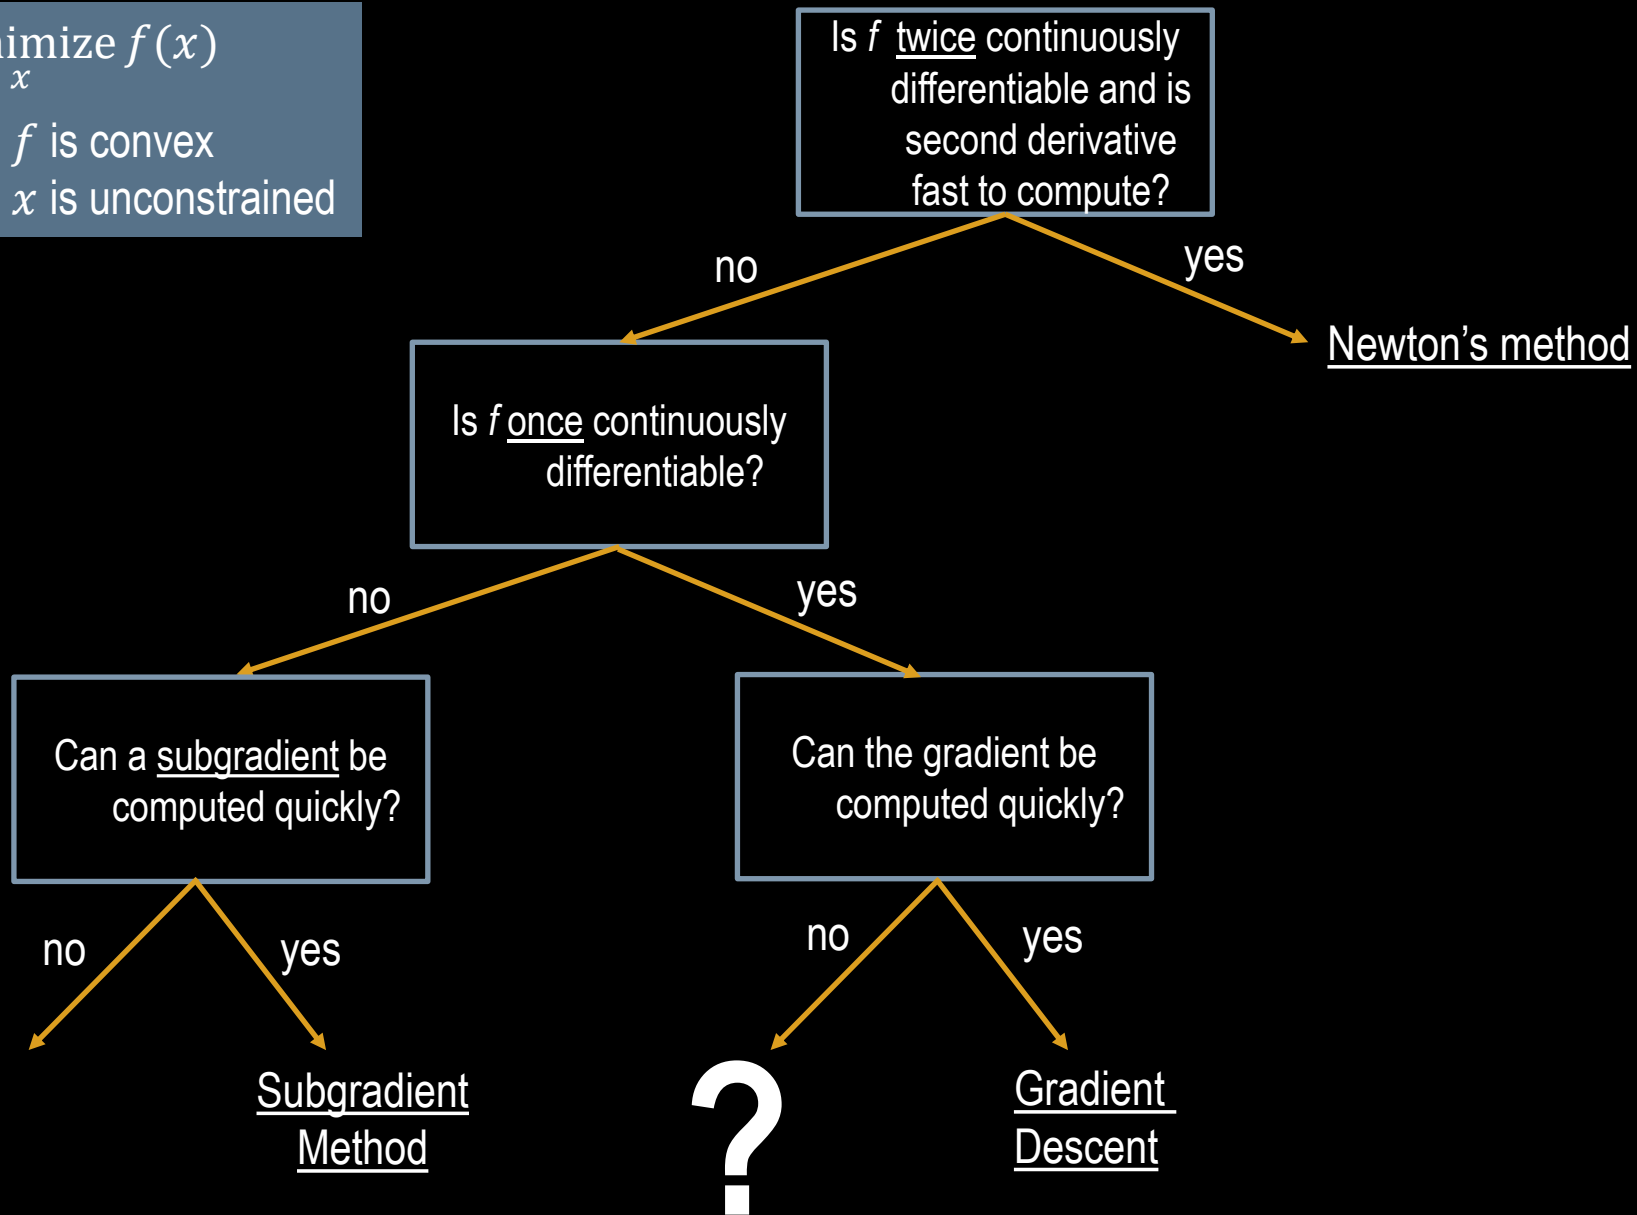 imize f(x)
x
f is convex
x is unconstrained
Is f twice continuously
differentiable and is
second derivative
fast to compute?
no
yes
Newton’s method
Is f once continuously
differentiable?
no
yes
Can a subgradient be
computed quickly?
Can the gradient be
computed quickly?
no
yes
no
yes
Subgradient
Method
?
Gradient
Descent